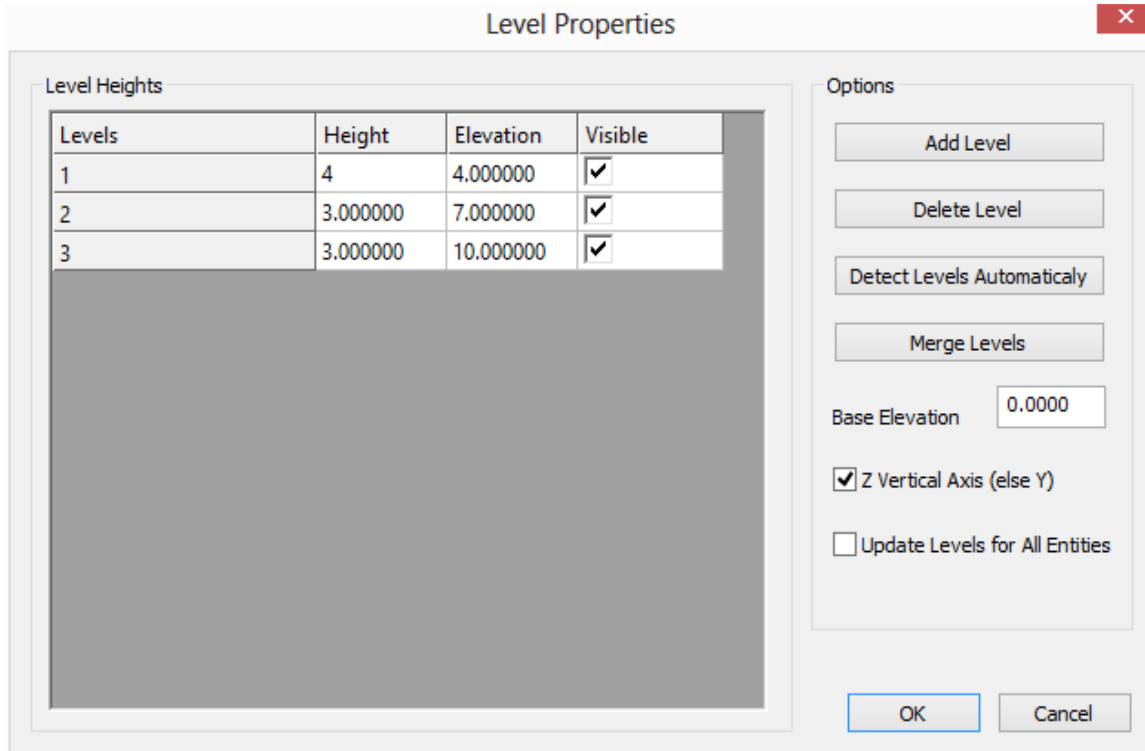 Level Properties
Level Heights
Levels Height Elevation Visible
1 4 4.000000
2 3.000000 7.000000
3 3.000000 10.000000
Options
Add Level
Delete Level
Detect Levels Automaticaly
Merge Levels
Base Elevation 0.0000
Z Vertical Axis (else Y)
Update Levels for All Entities
OK Cancel